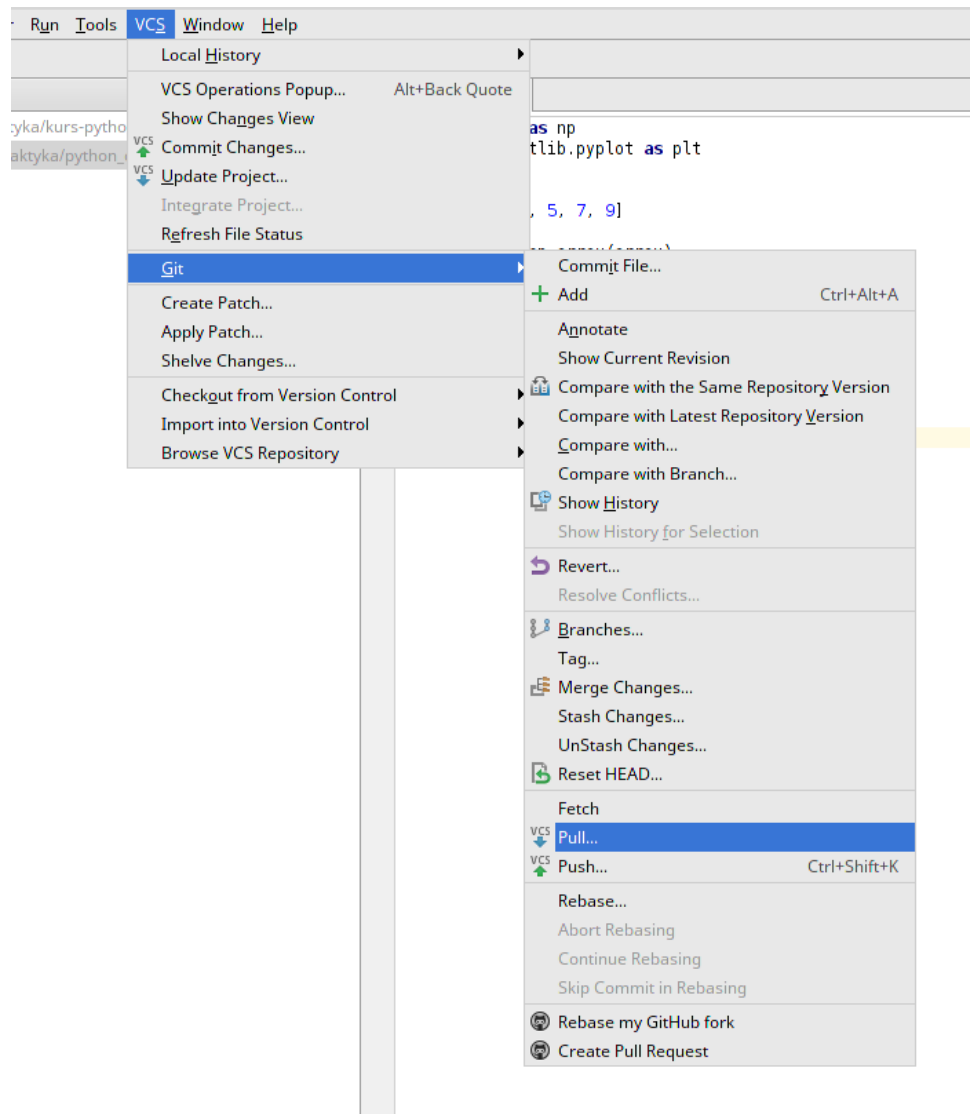 Run Tools VCS Window Help
Local History
VCS Operations Popup... Alt+Back Quote
Show Changes View
VCS Commit Changes...
VCS Update Project...
Integrate Project...
Refresh File Status
Git
Create Patch...
Apply Patch...
Shelve Changes...
Checkout from Version Control
Import into Version Control
Browse VCS Repository
tyka/kurs-pytho
aktyka/python_
as np
tlib.pyplot as plt
, 5, 7, 9]
Commit File...
Add Ctrl+Alt+A
Annotate
Show Current Revision
Compare with the Same Repository Version
Compare with Latest Repository Version
Compare with...
Compare with Branch...
Show History
Show History for Selection
Revert...
Resolve Conflicts...
Branches...
Tag...
Merge Changes...
Stash Changes...
UnStash Changes...
Reset HEAD...
Fetch
VCS Pull...
VCS Push... Ctrl+Shift+K
Rebase...
Abort Rebasing
Continue Rebasing
Skip Commit in Rebasing
Rebase my GitHub fork
Create Pull Request